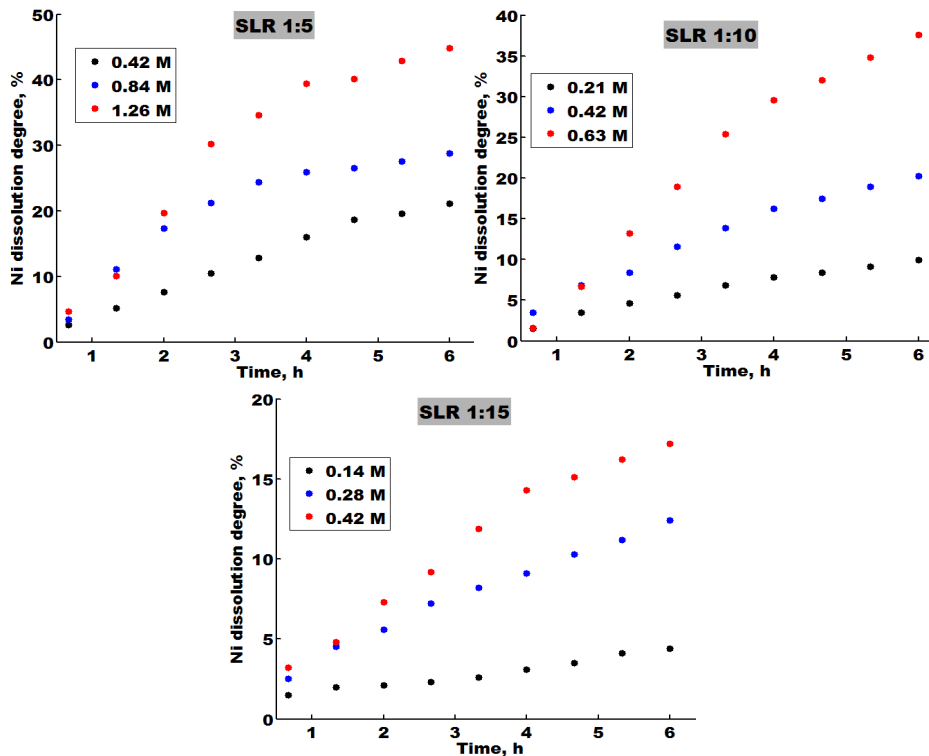 SLR 1:5
Ni dissolution degree, %
50
40
30
20
10
0
0.42 M
0.84 M
1.26 M
1 2 3 4 5 6
Time, h
SLR 1:10
Ni dissolution degree, %
40
35
30
25
20
15
10
5
0
0.21 M
0.42 M
0.63 M
1 2 3 4 5 6
Time, h
SLR 1:15
Ni dissolution degree, %
20
15
10
5
0
0.14 M
0.28 M
0.42 M
1 2 3 4 5 6
Time, h